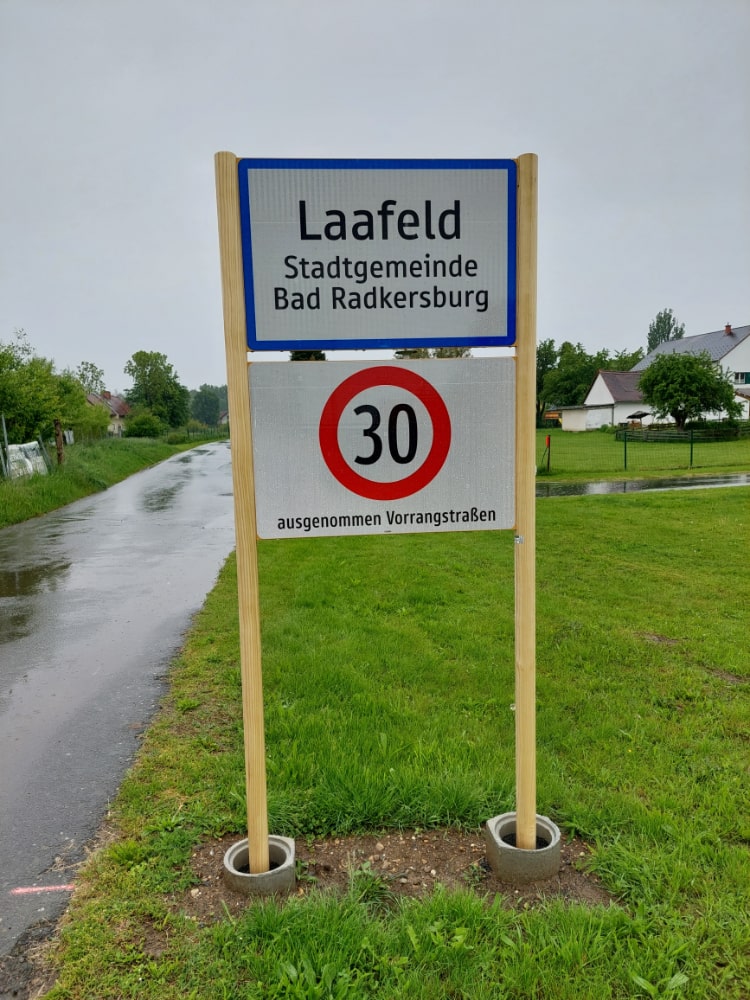 Laafeld
Stadtgemeinde
Bad Radkersburg
30
ausgenommen Vorrangstraßen